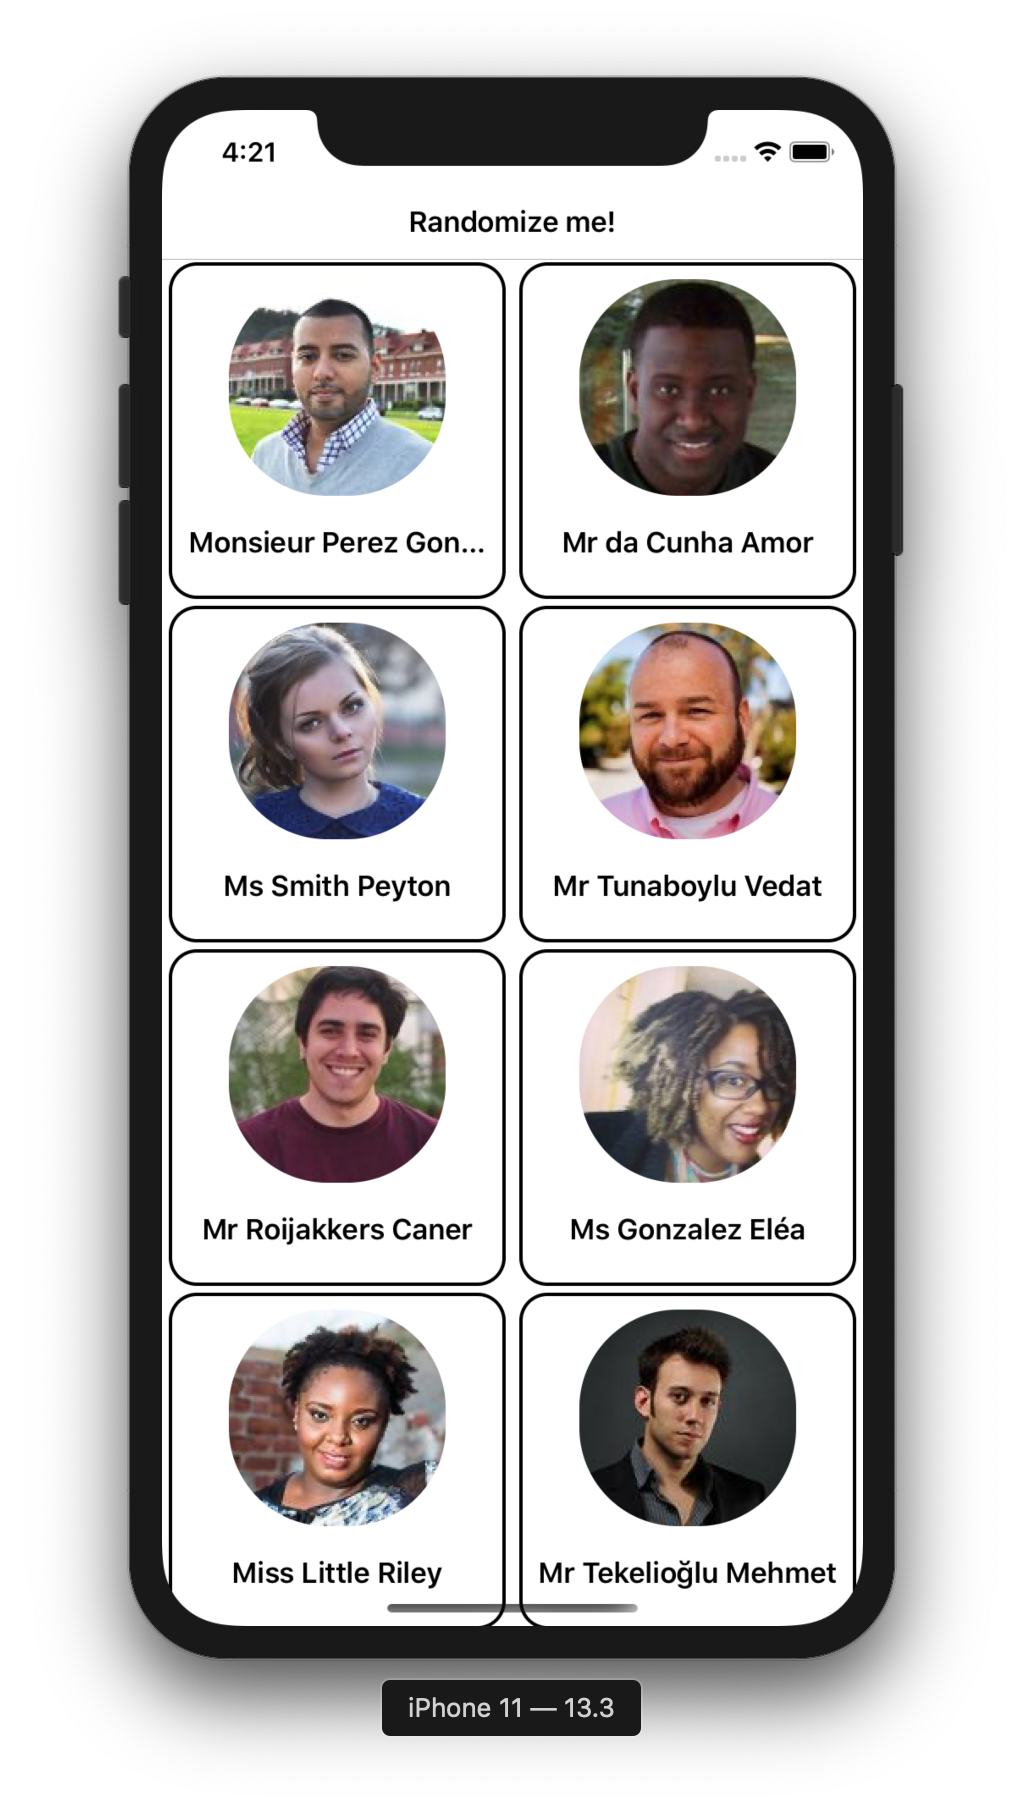 4:21
Randomize me!
Monsieur Perez Gon...
Mr da Cunha Amor
Ms Smith Peyton
Mr Tunaboylu Vedat
Mr Roijakkers Caner
Ms Gonzalez Eléa
Miss Little Riley
Mr Tekelioğlu Mehmet
iPhone 11 — 13.3